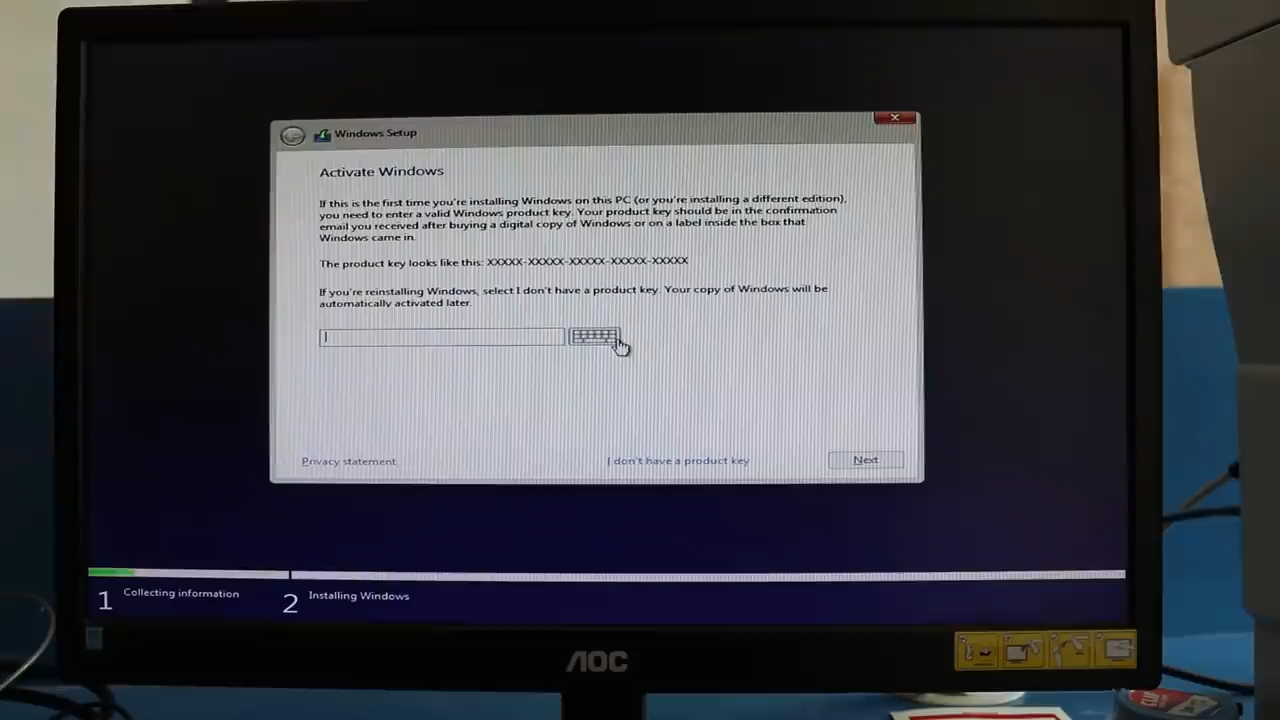 Windows Setup
Activate Windows
If this is the first time you're installing Windows on this PC (or you're installing a different edition),
you need to enter a valid Windows product key. Your product key should be in the confirmation
email you received after buying a digital copy of Windows or on a label inside the box that
Windows came in.
The product key looks like this: XXXXX-XXXXX-XXXXX-XXXXX-XXXXX
If you're reinstalling Windows, select I don't have a product key. Your copy of Windows will be
automatically activated later.
Privacy statement
I don't have a product key
Next
1 Collecting information
2 Installing Windows
AOC